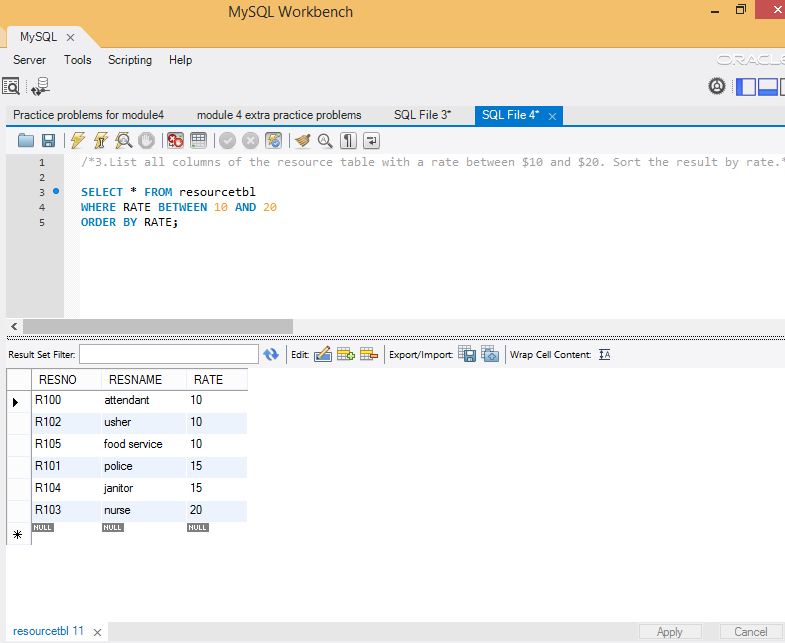 MySQL Workbench
MySQL
Server Tools Scripting Help
Practice problems for module4 module 4 extra practice problems SQL File 3* SQL File 4*
1 /*3.List all columns of the resource table with a rate between $10 and $20. Sort the result by rate.*
2
3 SELECT * FROM resourcetbl
4 WHERE RATE BETWEEN 10 AND 20
5 ORDER BY RATE;
Result Set Filter: Edit: Export/Import: Wrap Cell Content:
RESNO RESNAME RATE
R100 attendant 10
R102 usher 10
R105 food service 10
R101 police 15
R104 janitor 15
R103 nurse 20
NULL NULL NULL
resourcetbl 11 Apply Cancel